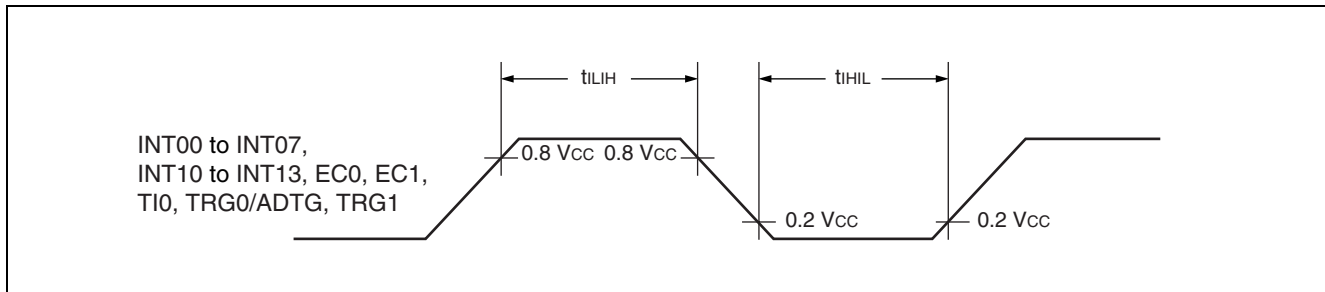 tILIH
tIHIL
INT00 to INT07,
INT10 to INT13, EC0, EC1,
TI0, TRG0/ADTG, TRG1
0.8 VCC 0.8 VCC
0.2 VCC
0.2 VCC